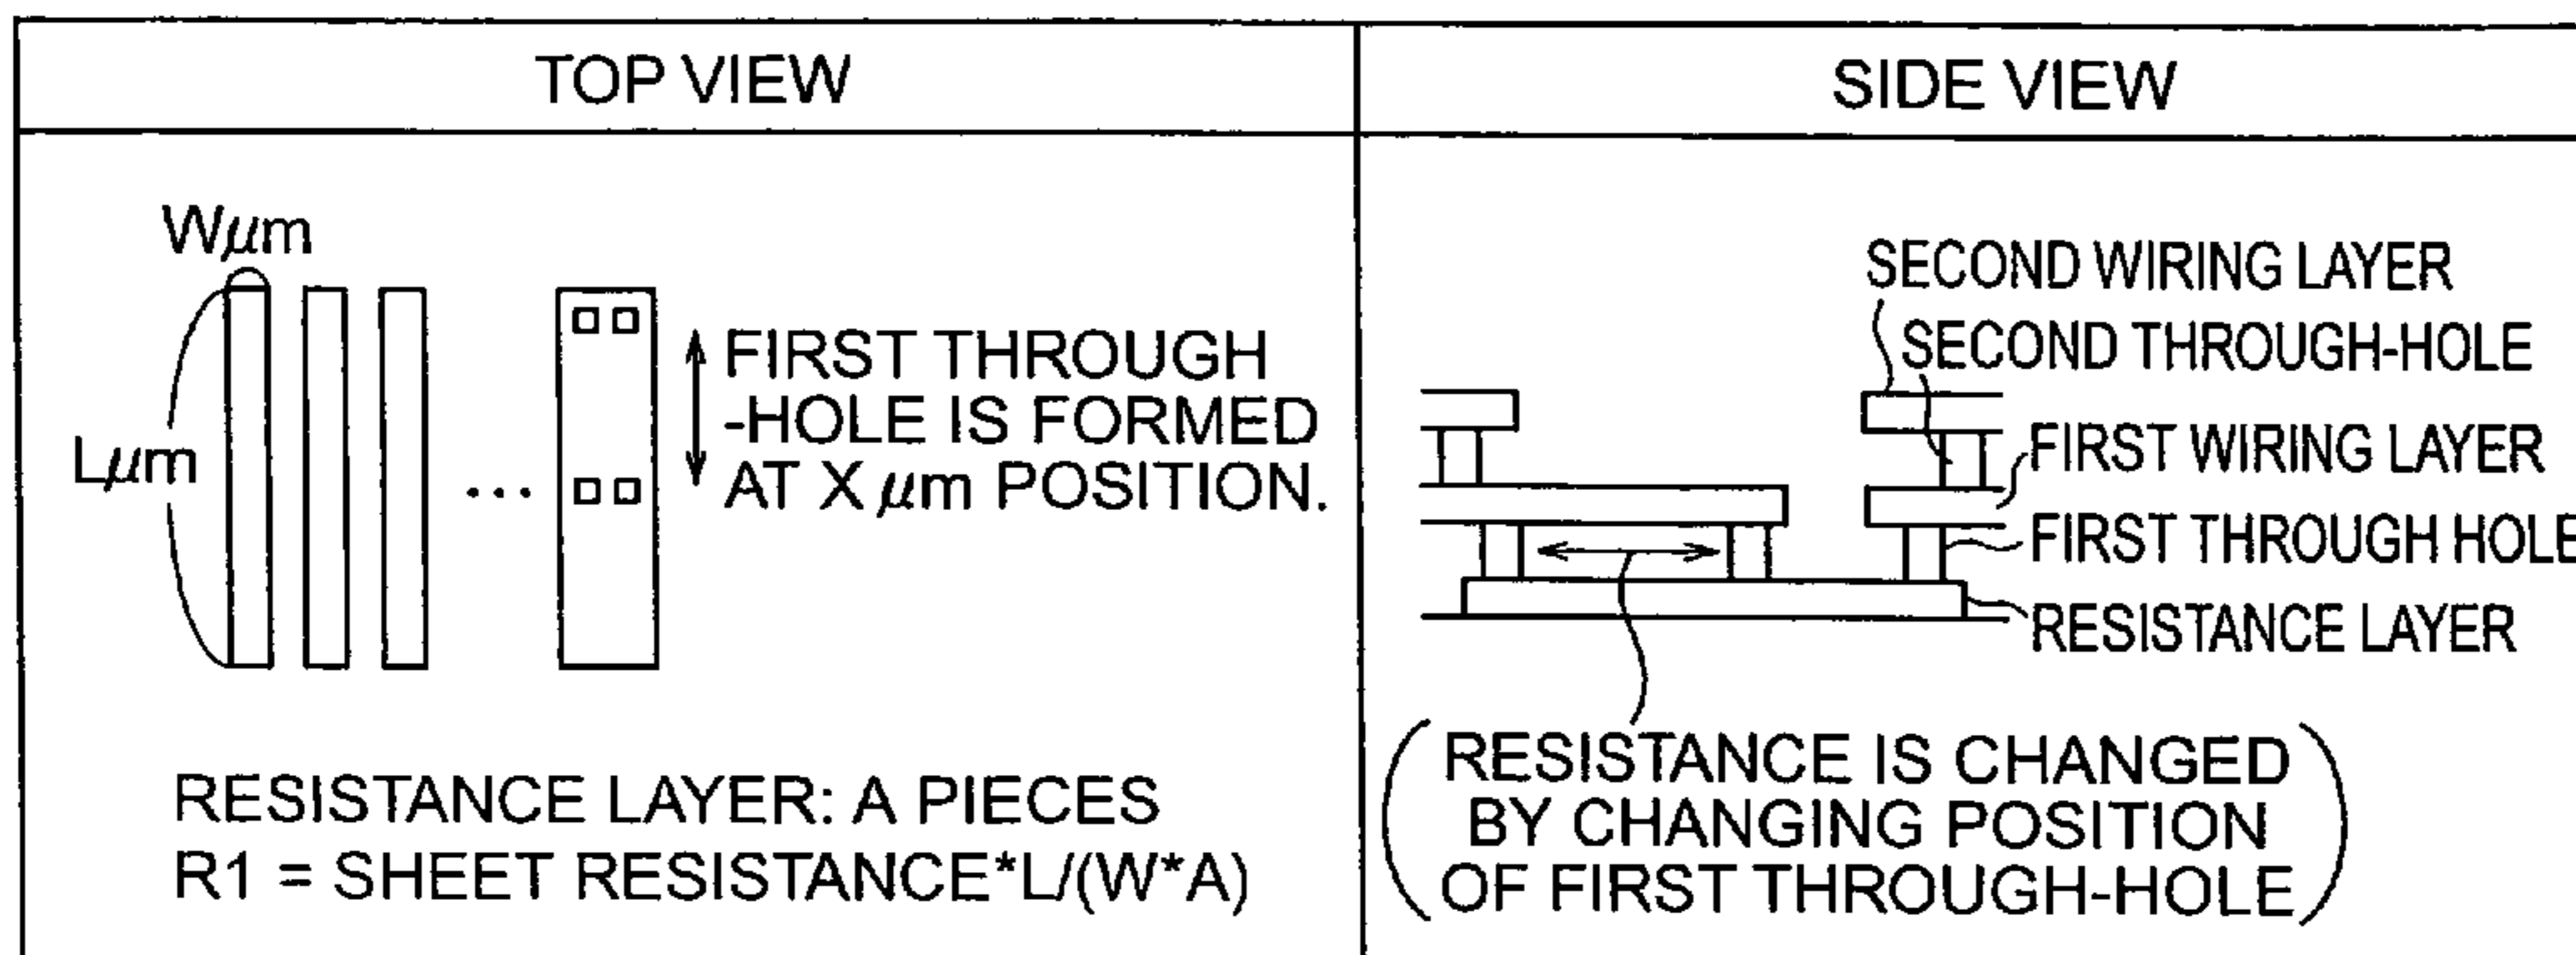 TOP VIEW
SIDE VIEW
Wμm
Lμm
...
FIRST THROUGH
-HOLE IS FORMED
AT X μm POSITION.
RESISTANCE LAYER: A PIECES
R1 = SHEET RESISTANCE*L/(W*A)
SECOND WIRING LAYER
SECOND THROUGH-HOLE
FIRST WIRING LAYER
FIRST THROUGH HOLE
RESISTANCE LAYER
(RESISTANCE IS CHANGED
BY CHANGING POSITION
OF FIRST THROUGH-HOLE)